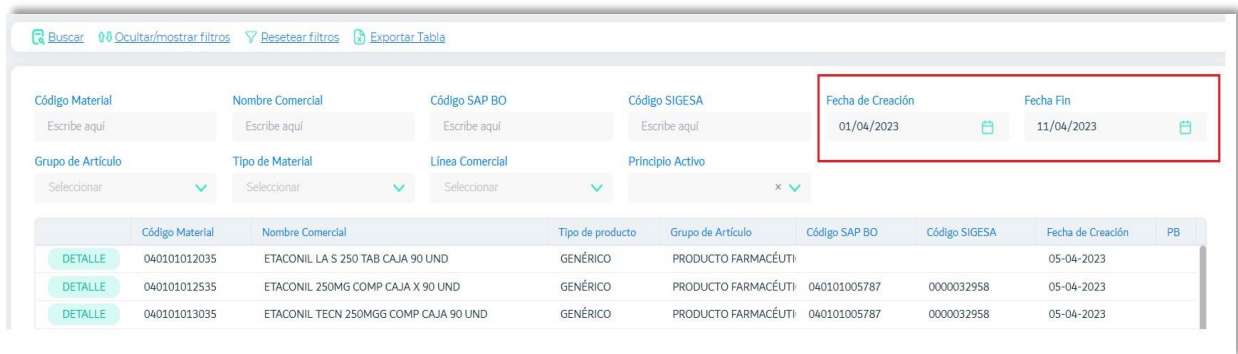 Buscar Ocultar/mostrar filtros Resetear filtros Exportar Tabla
Código Material Nombre Comercial Código SAP BO Código SIGESA Fecha de Creación Fecha Fin
Escribe aquí Escribe aquí Escribe aquí Escribe aquí 01/04/2023 11/04/2023
Grupo de Artículo Tipo de Material Línea Comercial Principio Activo
Seleccionar Seleccionar Seleccionar ×
Código Material Nombre Comercial Tipo de producto Grupo de Artículo Código SAP BO Código SIGESA Fecha de Creación PB
DETALLE 040101012035 ETACONIL LA S 250 TAB CAJA 90 UND GENÉRICO PRODUCTO FARMACÉUTI 05-04-2023
DETALLE 040101012535 ETACONIL 250MG COMP CAJA X 90 UND GENÉRICO PRODUCTO FARMACÉUTI 040101005787 0000032958 05-04-2023
DETALLE 040101013035 ETACONIL TECN 250MGG COMP CAJA 90 UND GENÉRICO PRODUCTO FARMACÉUTI 040101005787 0000032958 05-04-2023